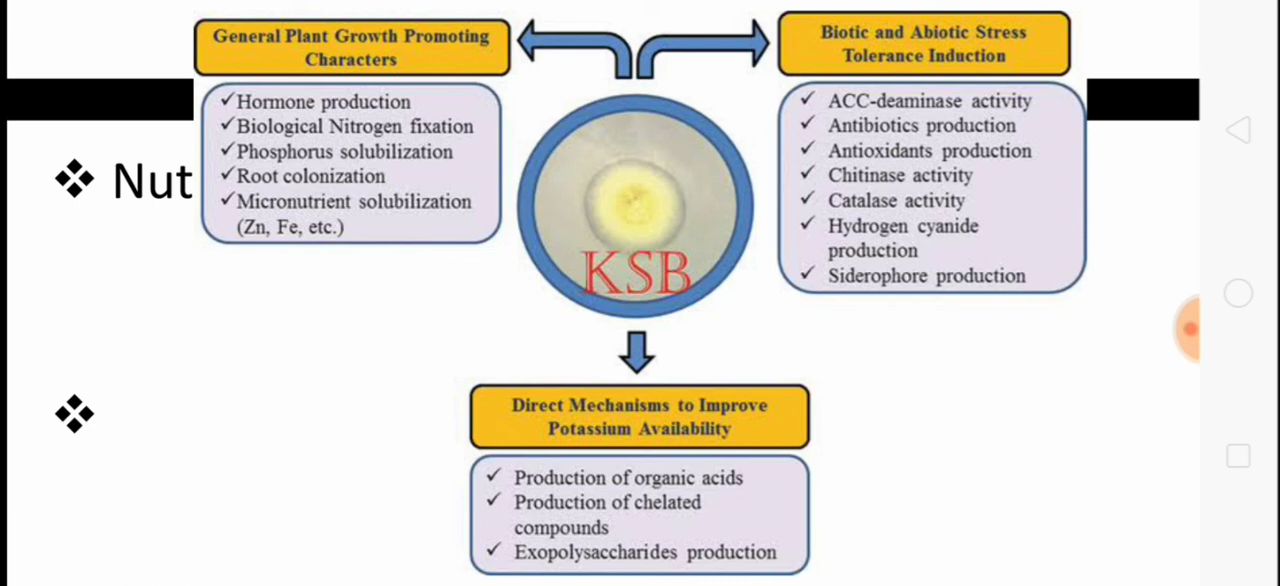 General Plant Growth Promoting
Characters
✓Hormone production
✓Biological Nitrogen fixation
✓Phosphorus solubilization
✓Root colonization
✓Micronutrient solubilization
(Zn, Fe, etc.)
Biotic and Abiotic Stress
Tolerance Induction
✓ ACC-deaminase activity
✓ Antibiotics production
✓ Antioxidants production
✓ Chitinase activity
✓ Catalase activity
✓ Hydrogen cyanide
production
✓ Siderophore production
❖ Nut
KSB
❖
Direct Mechanisms to Improve
Potassium Availability
✓ Production of organic acids
✓ Production of chelated
compounds
✓ Exopolysaccharides production